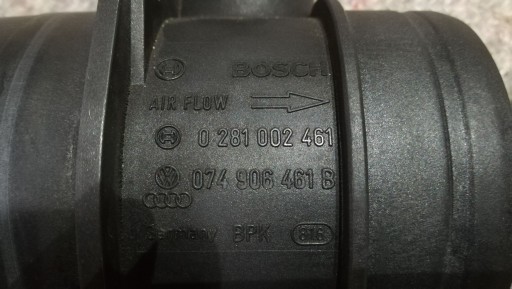 BOSCH
AIR FLOW
0 281 002 461
074 906 461 B
Germany BPK